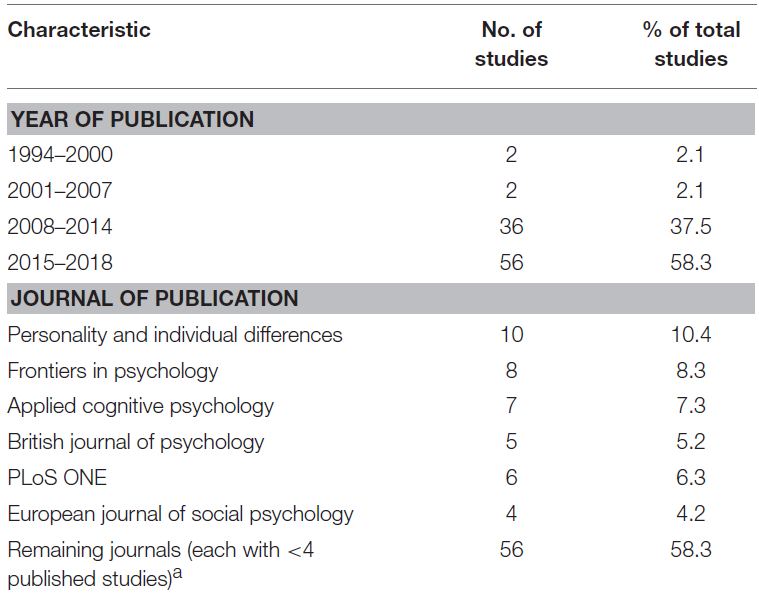 Characteristic No. of studies % of total studies
YEAR OF PUBLICATION
1994–2000 2 2.1
2001–2007 2 2.1
2008–2014 36 37.5
2015–2018 56 58.3
JOURNAL OF PUBLICATION
Personality and individual differences 10 10.4
Frontiers in psychology 8 8.3
Applied cognitive psychology 7 7.3
British journal of psychology 5 5.2
PLoS ONE 6 6.3
European journal of social psychology 4 4.2
Remaining journals (each with <4 56 58.3
published studies)a